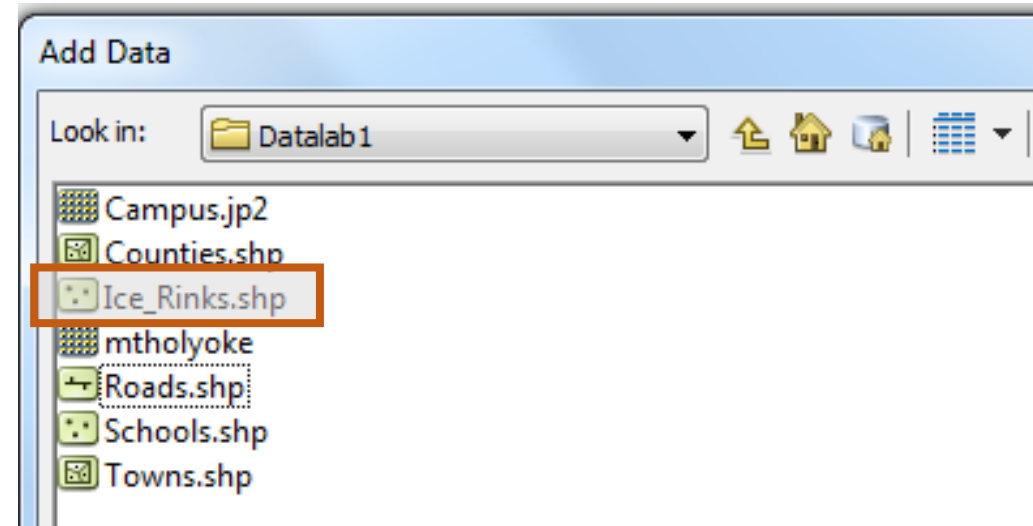 Add Data
Look in: Datalab1
Campus.jp2
Counties.shp
Ice_Rinks.shp
mtholyoke
Roads.shp
Schools.shp
Towns.shp